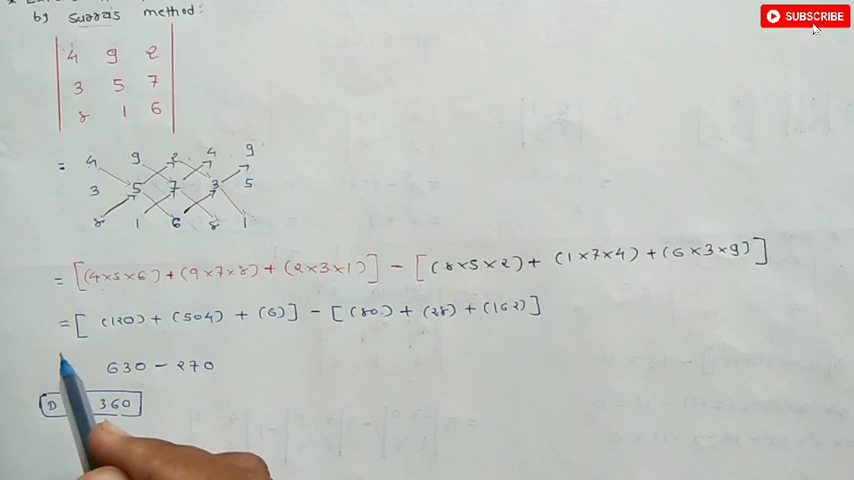 SUBSCRIBE
by surras method:
4 9 2
3 5 7
8 1 6
= 4 9 2 4 9
3 5 7 3 5
8 1 6 8 1
= [(4×5×6)+(9×7×8)+(2×3×1)] - [(8×5×2)+(1×7×4)+(6×3×9)]
= [(120)+(504)+(6)] - [(80)+(28)+(162)]
630 - 270
D 360